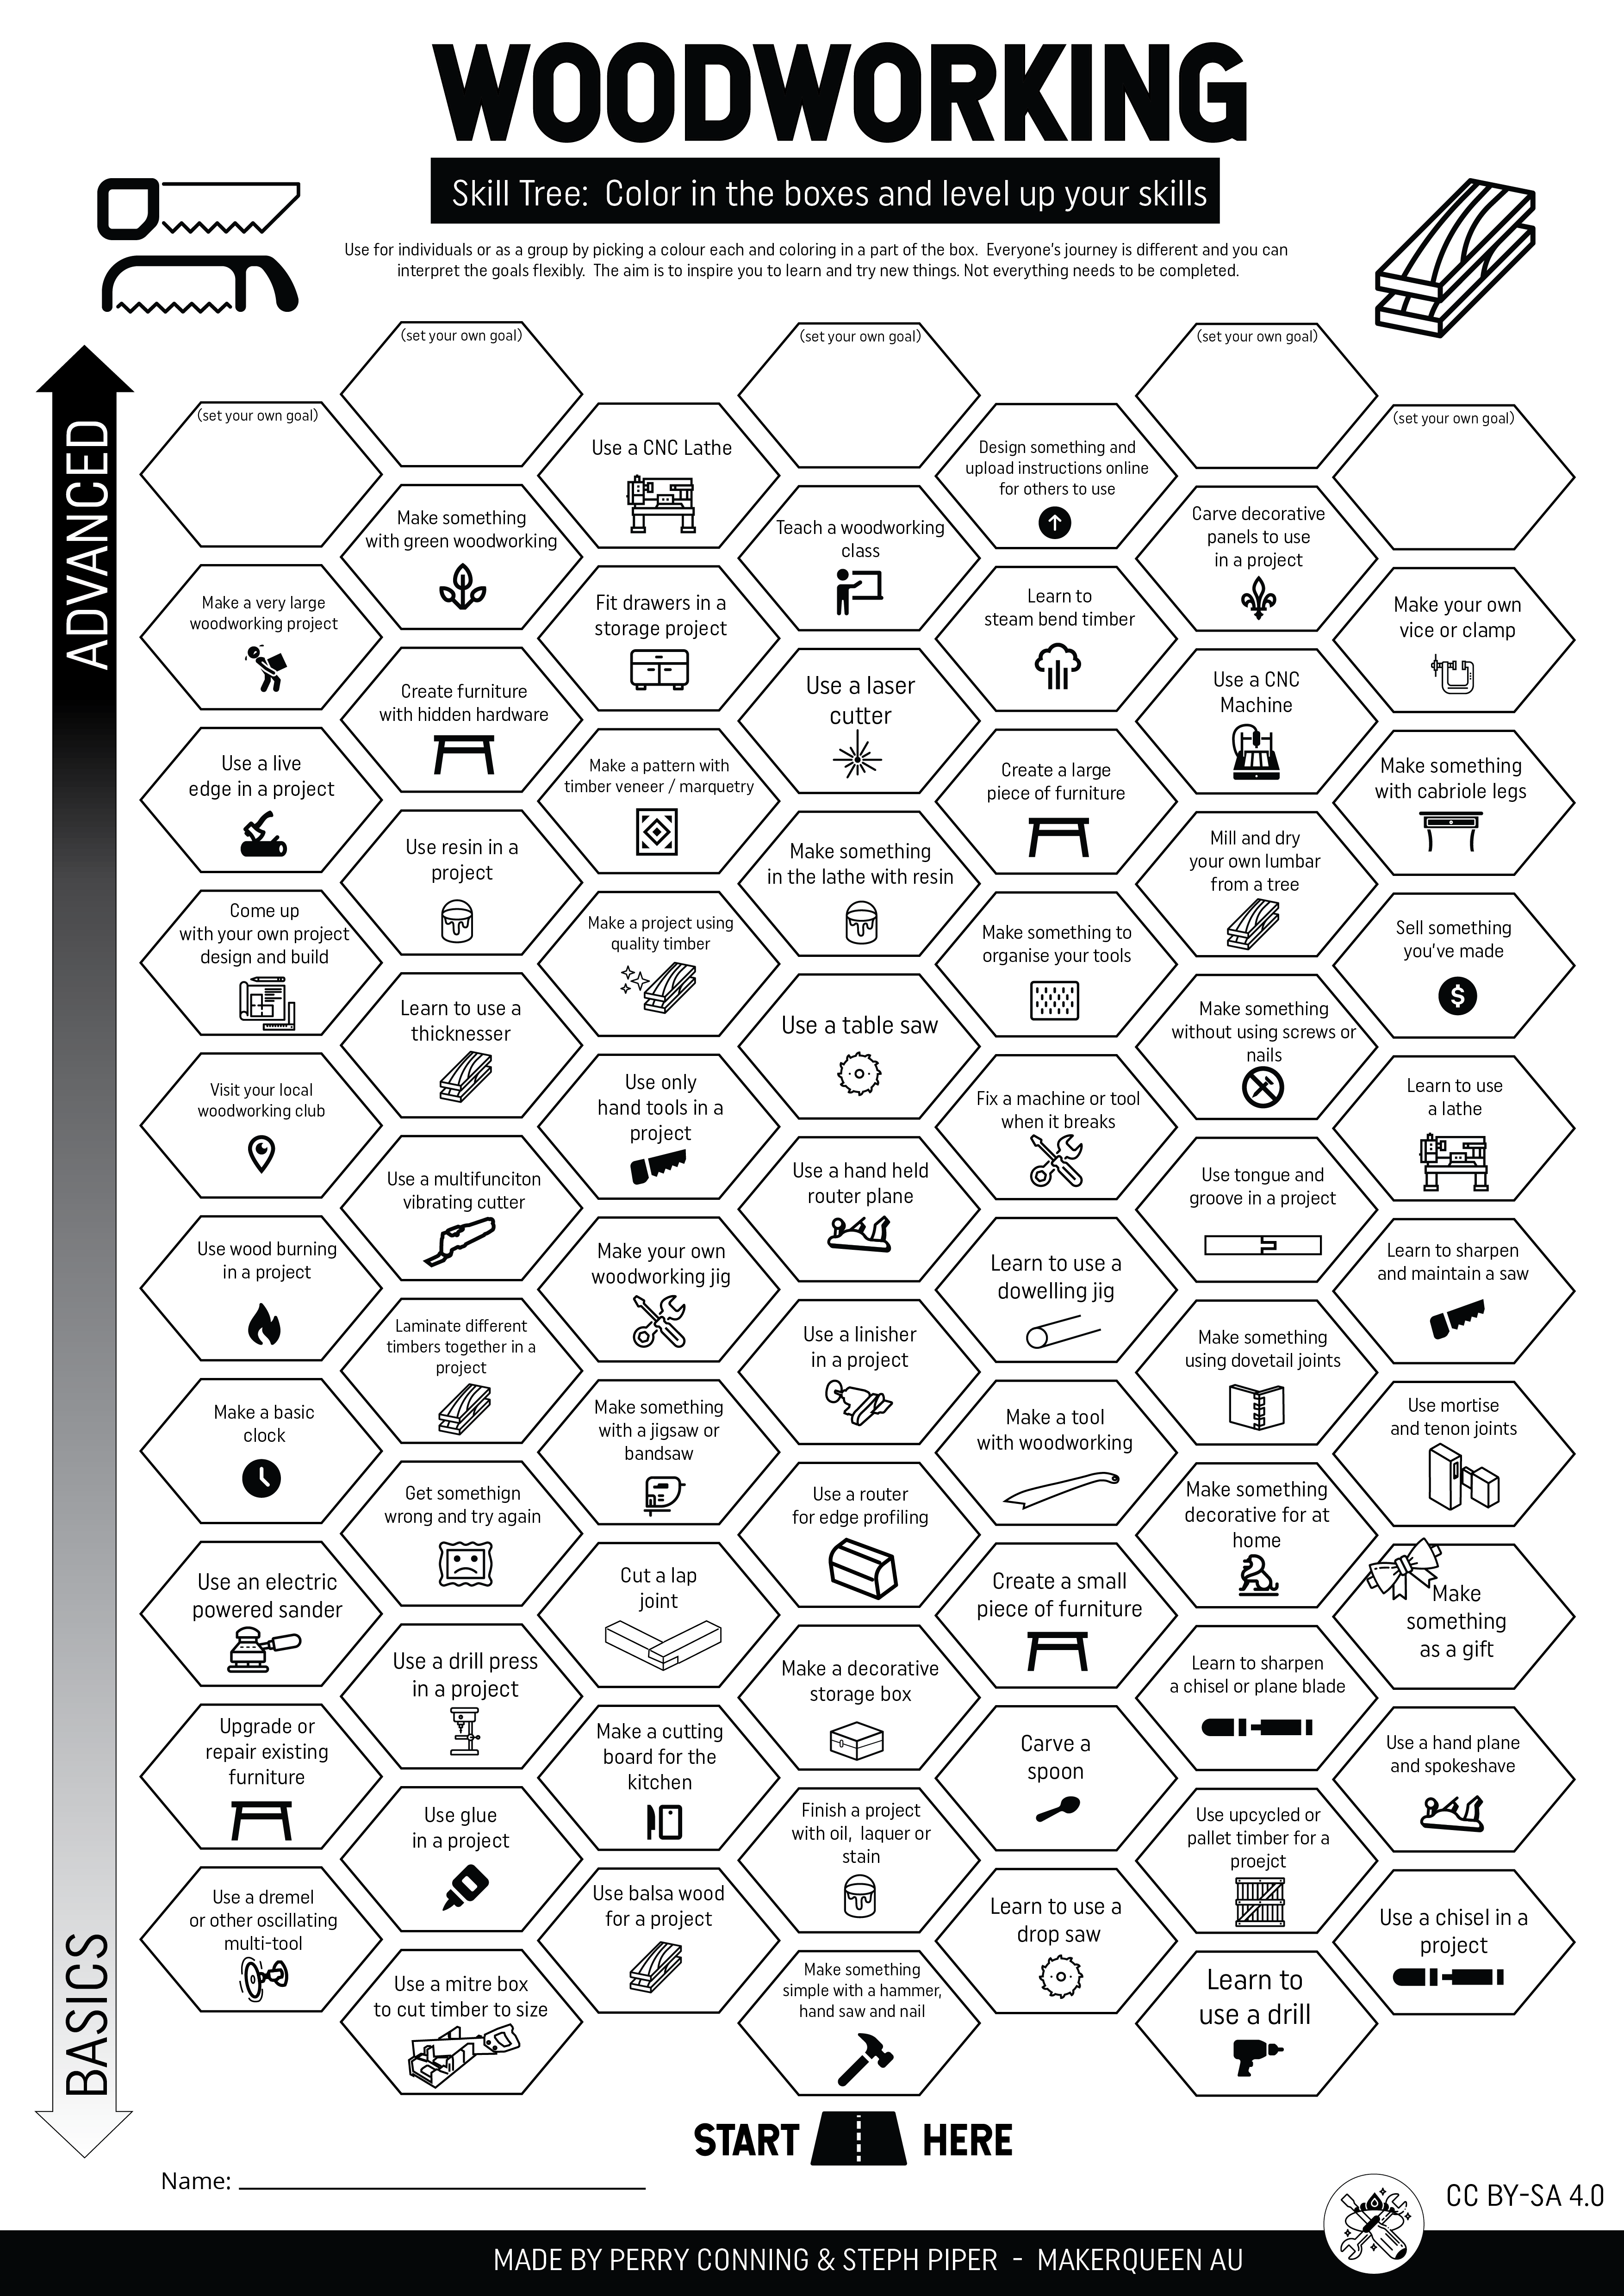 WOODWORKING
Skill Tree:  Color in the boxes and level up your skills
Use for individuals or as a group by picking a colour each and coloring in a part of the box.  Everyone's journey is different and you can
interpret the goals flexibly.  The aim is to inspire you to learn and try new things. Not everything needs to be completed.
ADVANCED
BASICS
(set your own goal)
(set your own goal)
(set your own goal)
(set your own goal)
(set your own goal)
Use a CNC Lathe
Design something and
upload instructions online
for others to use
Make something
with green woodworking
Teach a woodworking
class
Carve decorative
panels to use
in a project
Make a very large
woodworking project
Fit drawers in a
storage project
Learn to
steam bend timber
Make your own
vice or clamp
Create furniture
with hidden hardware
Use a laser
cutter
Use a CNC
Machine
Use a live
edge in a project
Make a pattern with
timber veneer / marquetry
Create a large
piece of furniture
Make something
with cabriole legs
Use resin in a
project
Make something
in the lathe with resin
Mill and dry
your own lumbar
from a tree
Come up
with your own project
design and build
Make a project using
quality timber
Make something to
organise your tools
Sell something
you've made
$
Learn to use a
thicknesser
Use a table saw
Make something
without using screws or
nails
Visit your local
woodworking club
Use only
hand tools in a
project
Fix a machine or tool
when it breaks
Learn to use
a lathe
Use a multifunciton
vibrating cutter
Use a hand held
router plane
Use tongue and
groove in a project
Use wood burning
in a project
Make your own
woodworking jig
Learn to use a
dowelling jig
Learn to sharpen
and maintain a saw
Laminate different
timbers together in a
project
Use a linisher
in a project
Make something
using dovetail joints
Make a basic
clock
Make something
with a jigsaw or
bandsaw
Make a tool
with woodworking
Use mortise
and tenon joints
Get somethign
wrong and try again
Use a router
for edge profiling
Make something
decorative for at
home
Use an electric
powered sander
Cut a lap
joint
Create a small
piece of furniture
Make
something
as a gift
Use a drill press
in a project
Make a decorative
storage box
Learn to sharpen
a chisel or plane blade
Upgrade or
repair existing
furniture
Make a cutting
board for the
kitchen
Carve a
spoon
Use a hand plane
and spokeshave
Use glue
in a project
Finish a project
with oil,  laquer or
stain
Use upcycled or
pallet timber for a
proejct
Use a dremel
or other oscillating
multi-tool
Use balsa wood
for a project
Learn to use a
drop saw
Use a chisel in a
project
Use a mitre box
to cut timber to size
Make something
simple with a hammer,
hand saw and nail
Learn to
use a drill
START HERE
Name:
CC BY-SA 4.0
MADE BY PERRY CONNING & STEPH PIPER  -  MAKERQUEEN AU